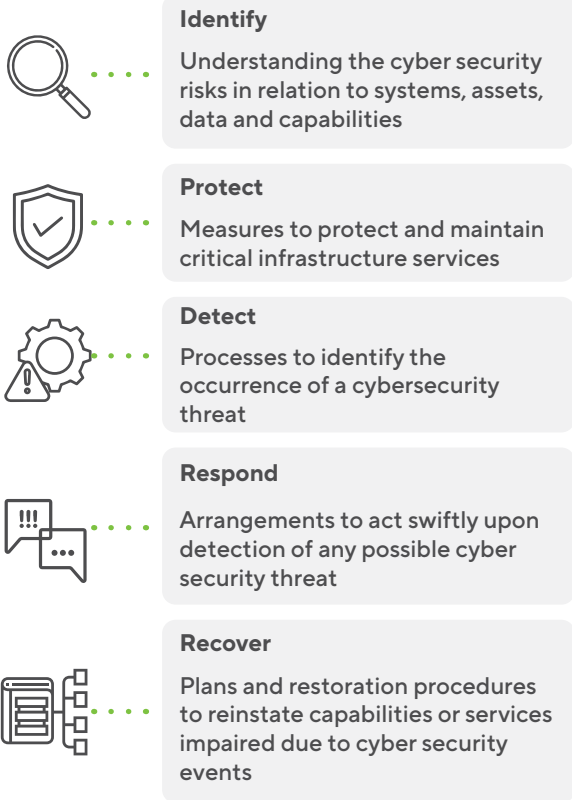 Identify
Understanding the cyber security
risks in relation to systems, assets,
data and capabilities
Protect
Measures to protect and maintain
critical infrastructure services
Detect
Processes to identify the
occurrence of a cybersecurity
threat
Respond
Arrangements to act swiftly upon
detection of any possible cyber
security threat
Recover
Plans and restoration procedures
to reinstate capabilities or services
impaired due to cyber security
events